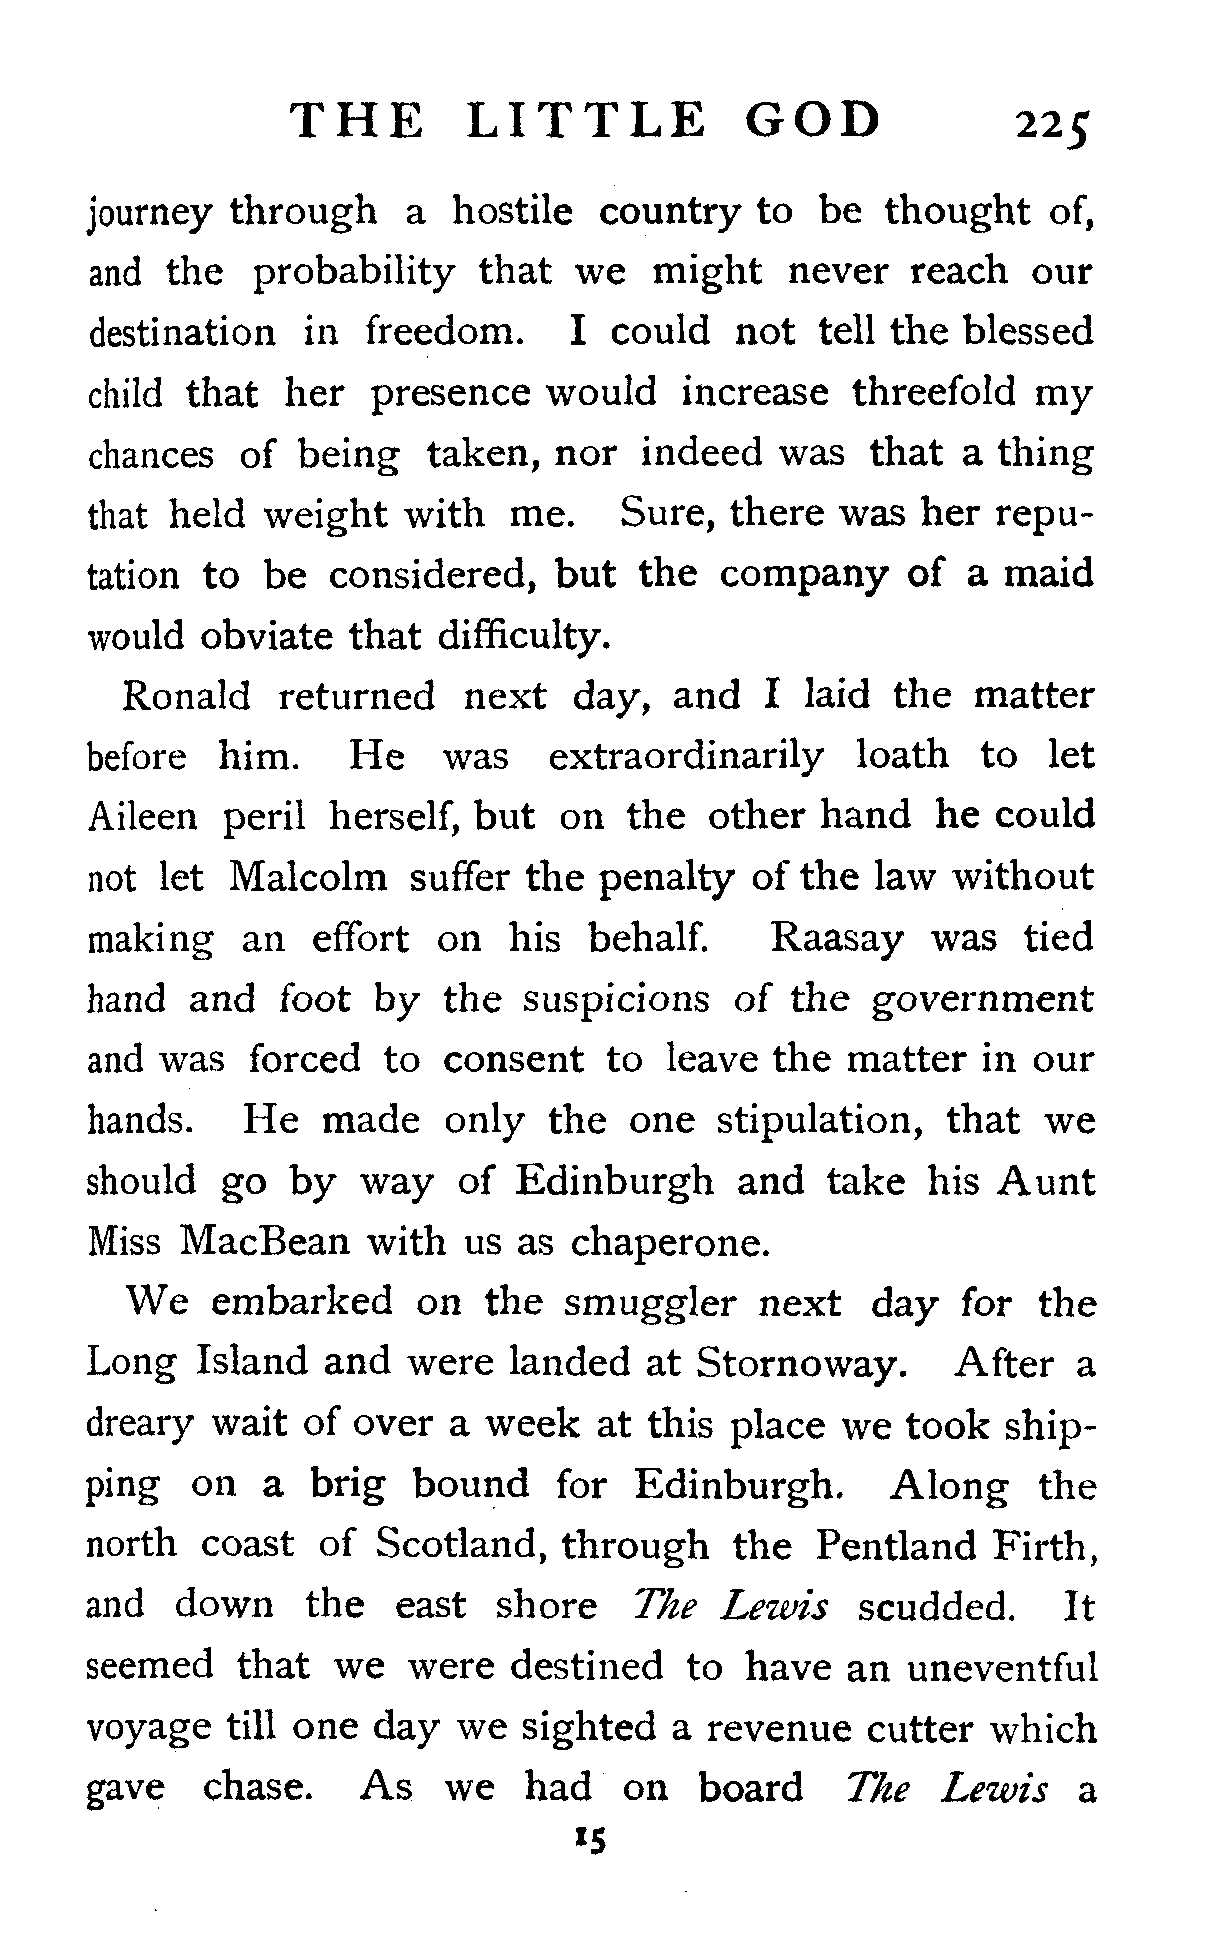 THE LITTLE GOD 225
journey through a hostile country to be thought of,
and the probability that we might never reach our
destination in freedom. I could not tell the blessed
child that her presence would increase threefold my
chances of being taken, nor indeed was that a thing
that held weight with me. Sure, there was her repu-
tation to be considered, but the company of a maid
would obviate that difficulty.
Ronald returned next day, and I laid the matter
before him. He was extraordinarily loath to let
Aileen peril herself, but on the other hand he could
not let Malcolm suffer the penalty of the law without
making an effort on his behalf. Raasay was tied
hand and foot by the suspicions of the government
and was forced to consent to leave the matter in our
hands. He made only the one stipulation, that we
should go by way of Edinburgh and take his Aunt
Miss MacBean with us as chaperone.
We embarked on the smuggler next day for the
Long Island and were landed at Stornoway. After a
dreary wait of over a week at this place we took ship-
ping on a brig bound for Edinburgh. Along the
north coast of Scotland, through the Pentland Firth,
and down the east shore The Lewis scudded. It
seemed that we were destined to have an uneventful
voyage till one day we sighted a revenue cutter which
gave chase. As we had on board The Lewis a
15